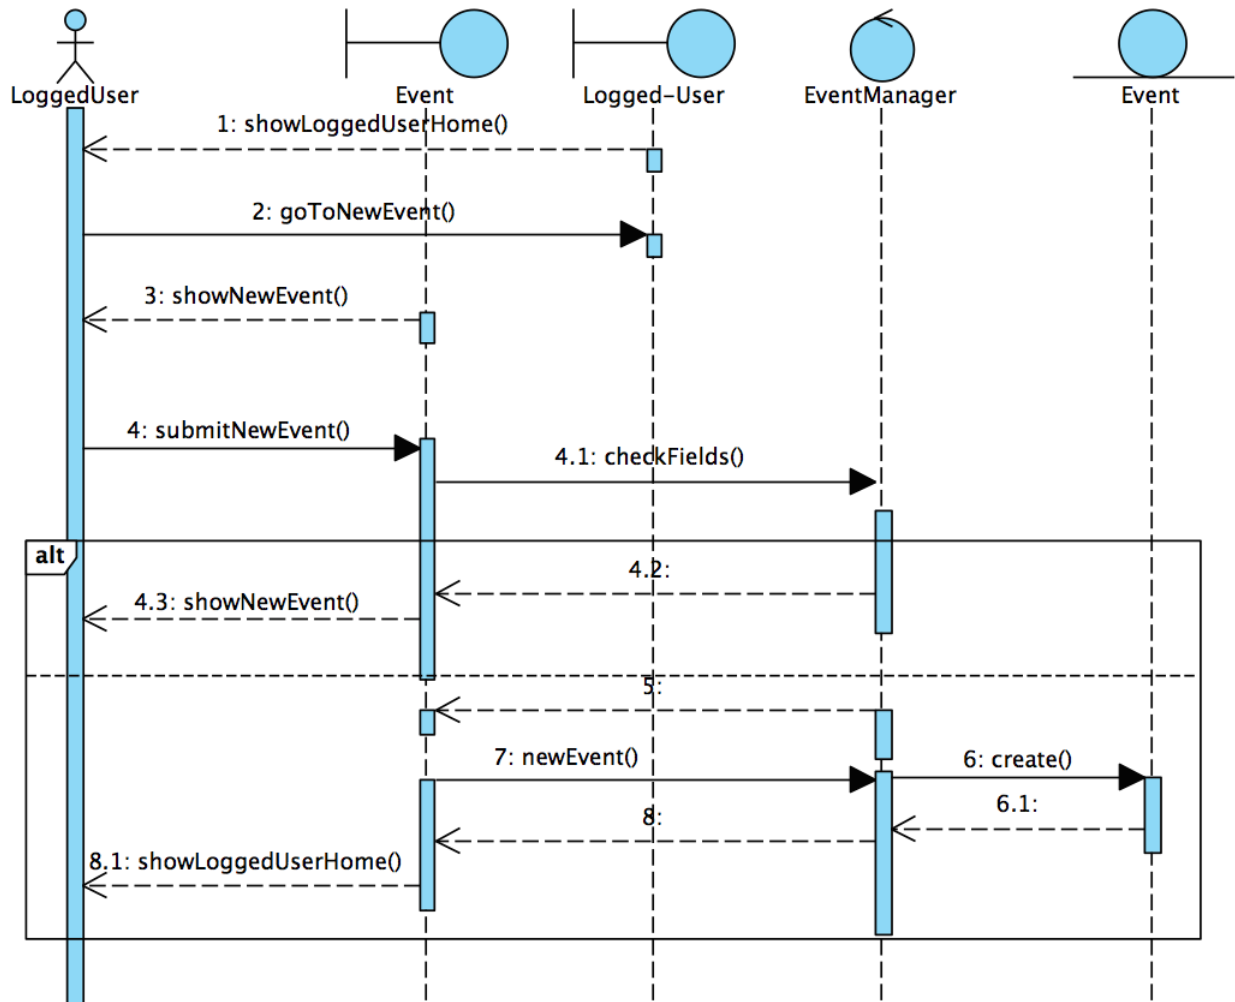 LoggedUser
Event
Logged-User
EventManager
Event
1: showLoggedUserHome()
2: goToNewEvent()
3: showNewEvent()
4: submitNewEvent()
4.1: checkFields()
alt
4.2:
4.3: showNewEvent()
5:
7: newEvent()
6: create()
6.1:
8:
8.1: showLoggedUserHome()